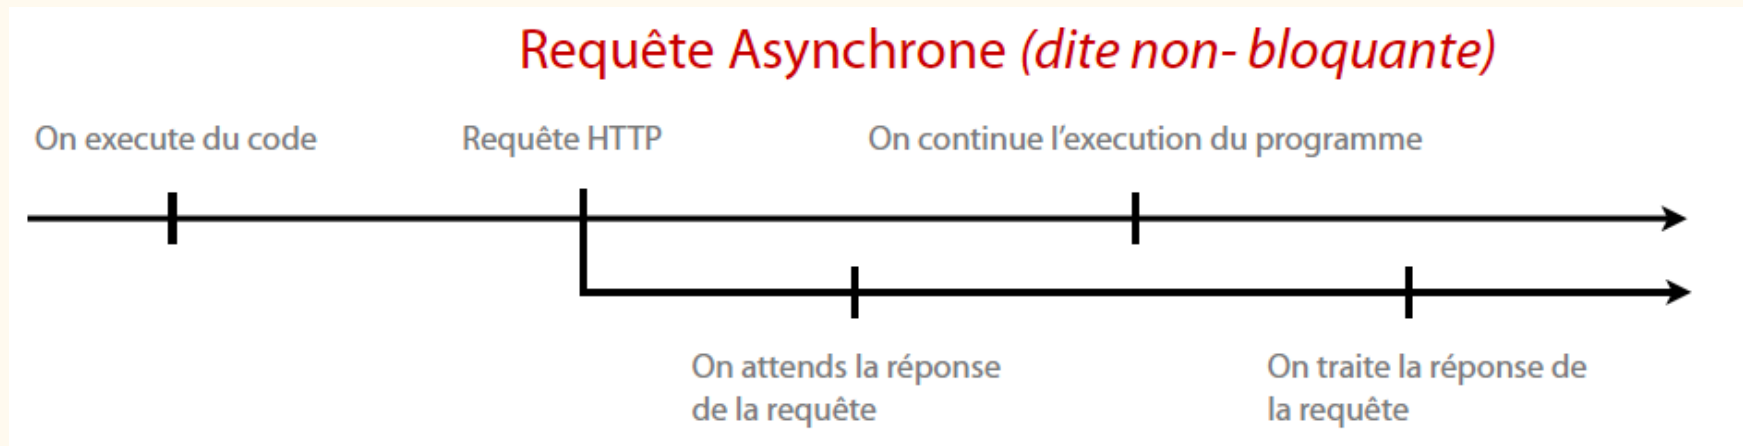 Requête Asynchrone (dite non- bloquante)
On execute du code
Requête HTTP
On continue l'execution du programme
On attends la réponse
de la requête
On traite la réponse de
la requête